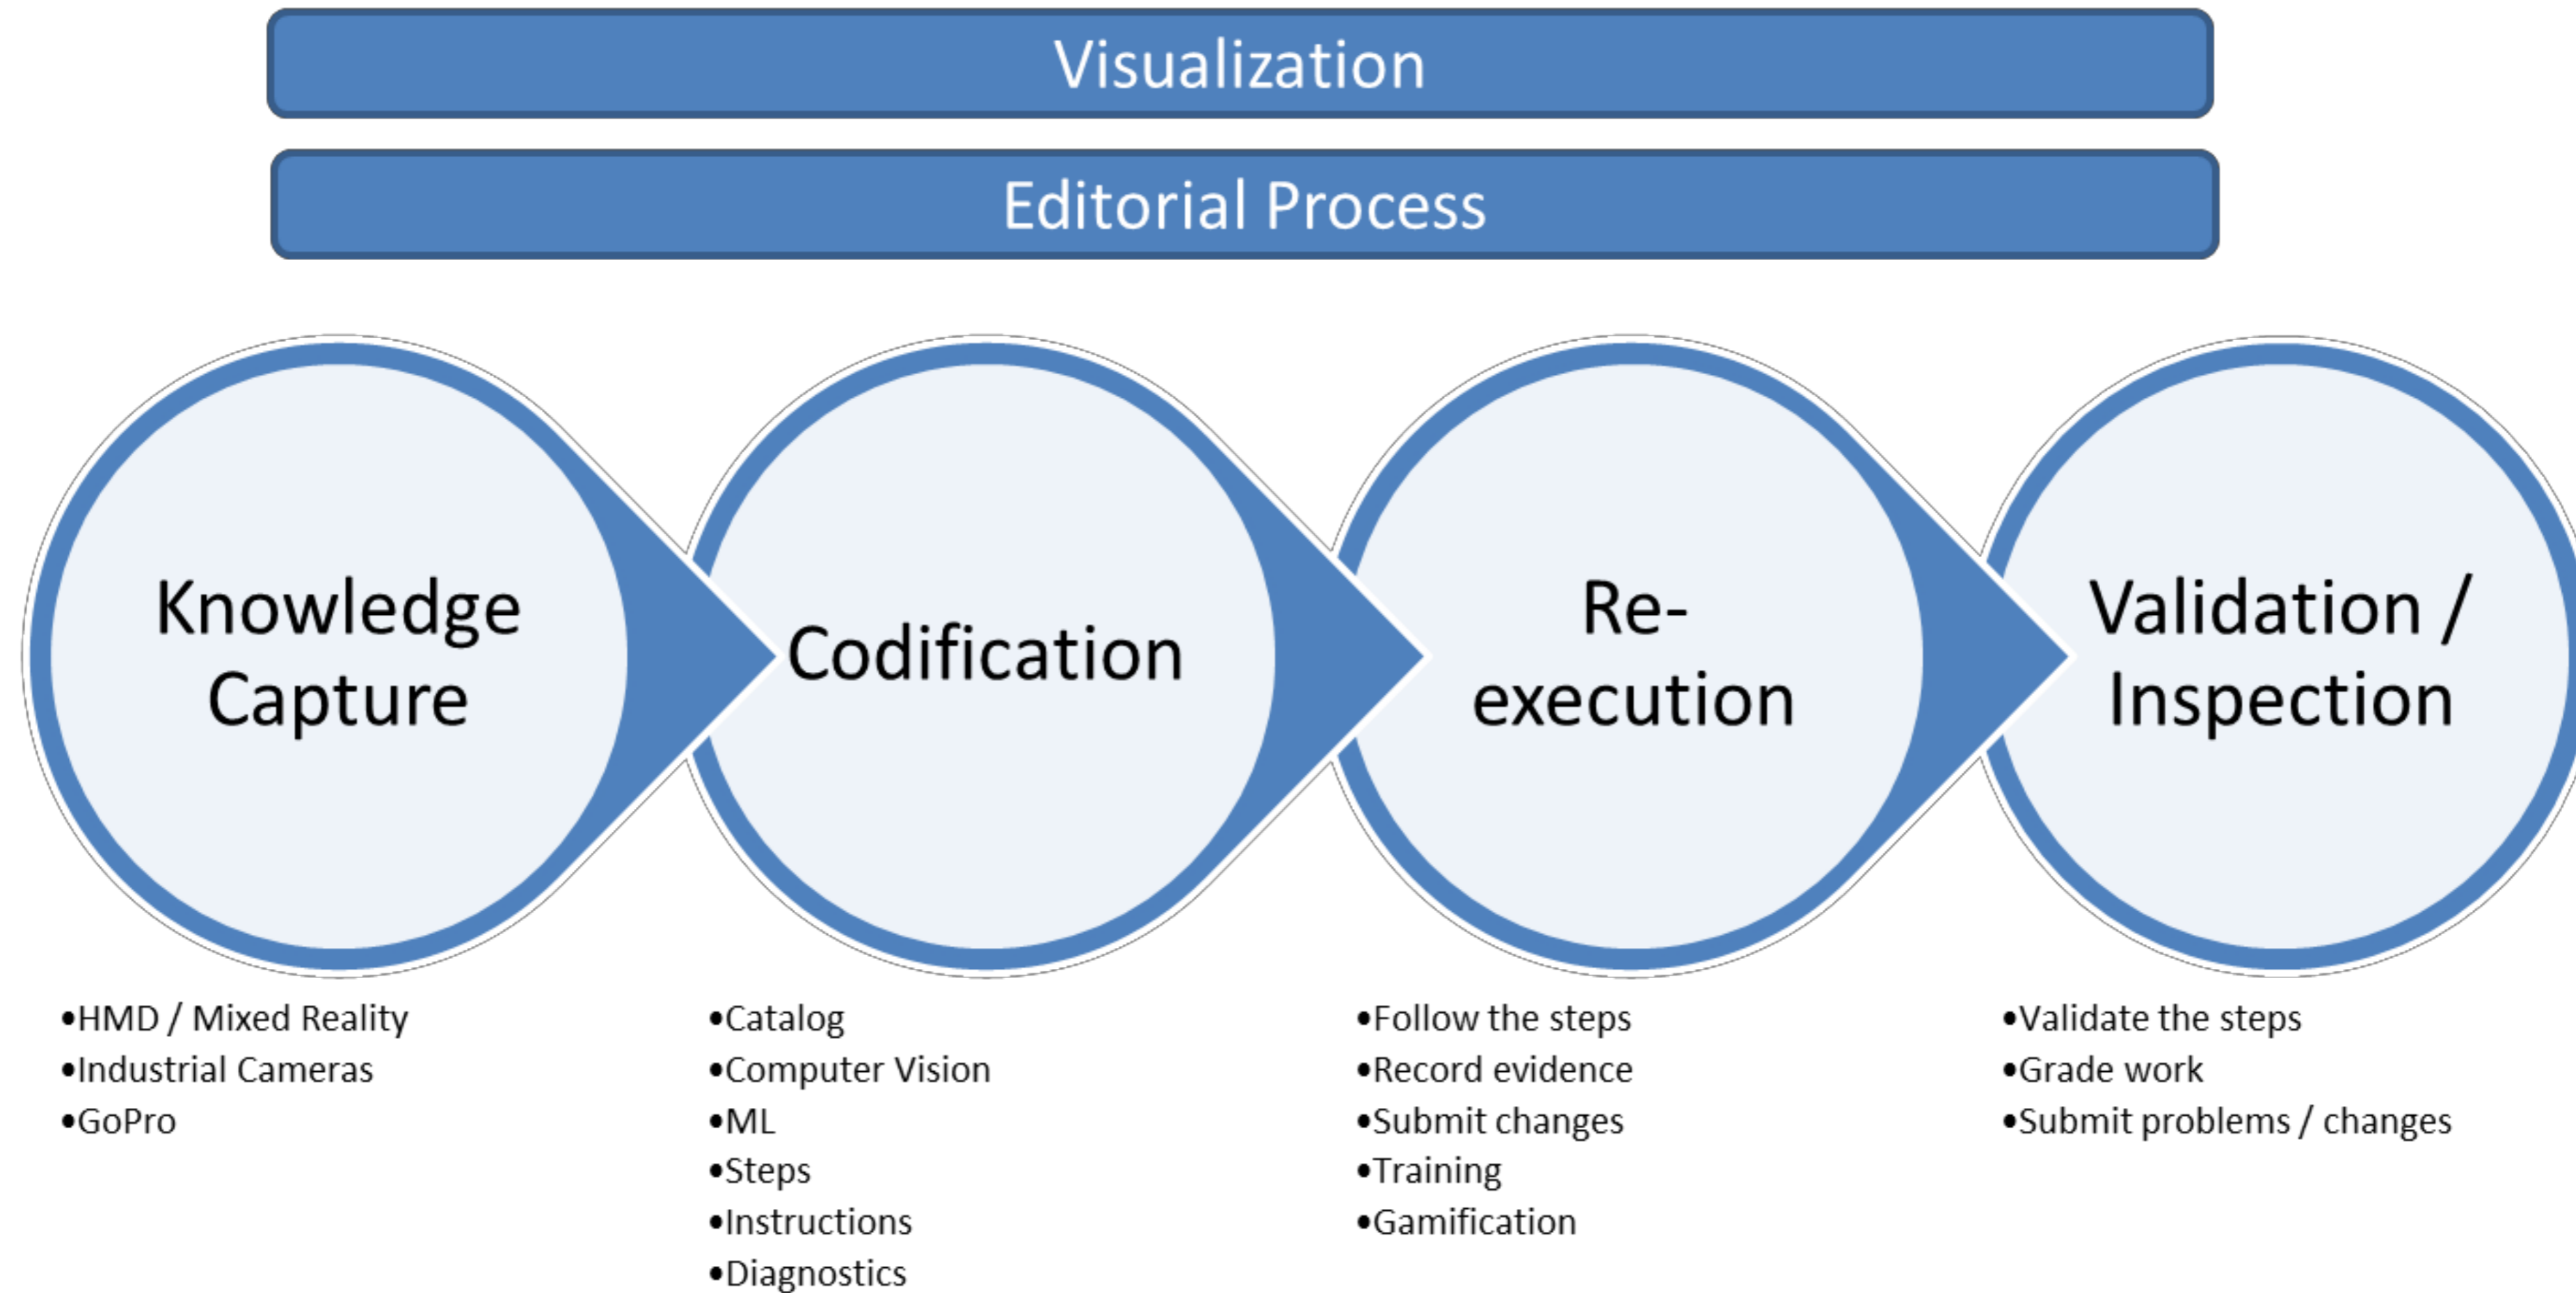 Visualization
Editorial Process
Knowledge
Capture
Codification
Re-
execution
Validation /
Inspection
•HMD / Mixed Reality
•Industrial Cameras
•GoPro
•Catalog
•Computer Vision
•ML
•Steps
•Instructions
•Diagnostics
•Follow the steps
•Record evidence
•Submit changes
•Training
•Gamification
•Validate the steps
•Grade work
•Submit problems / changes